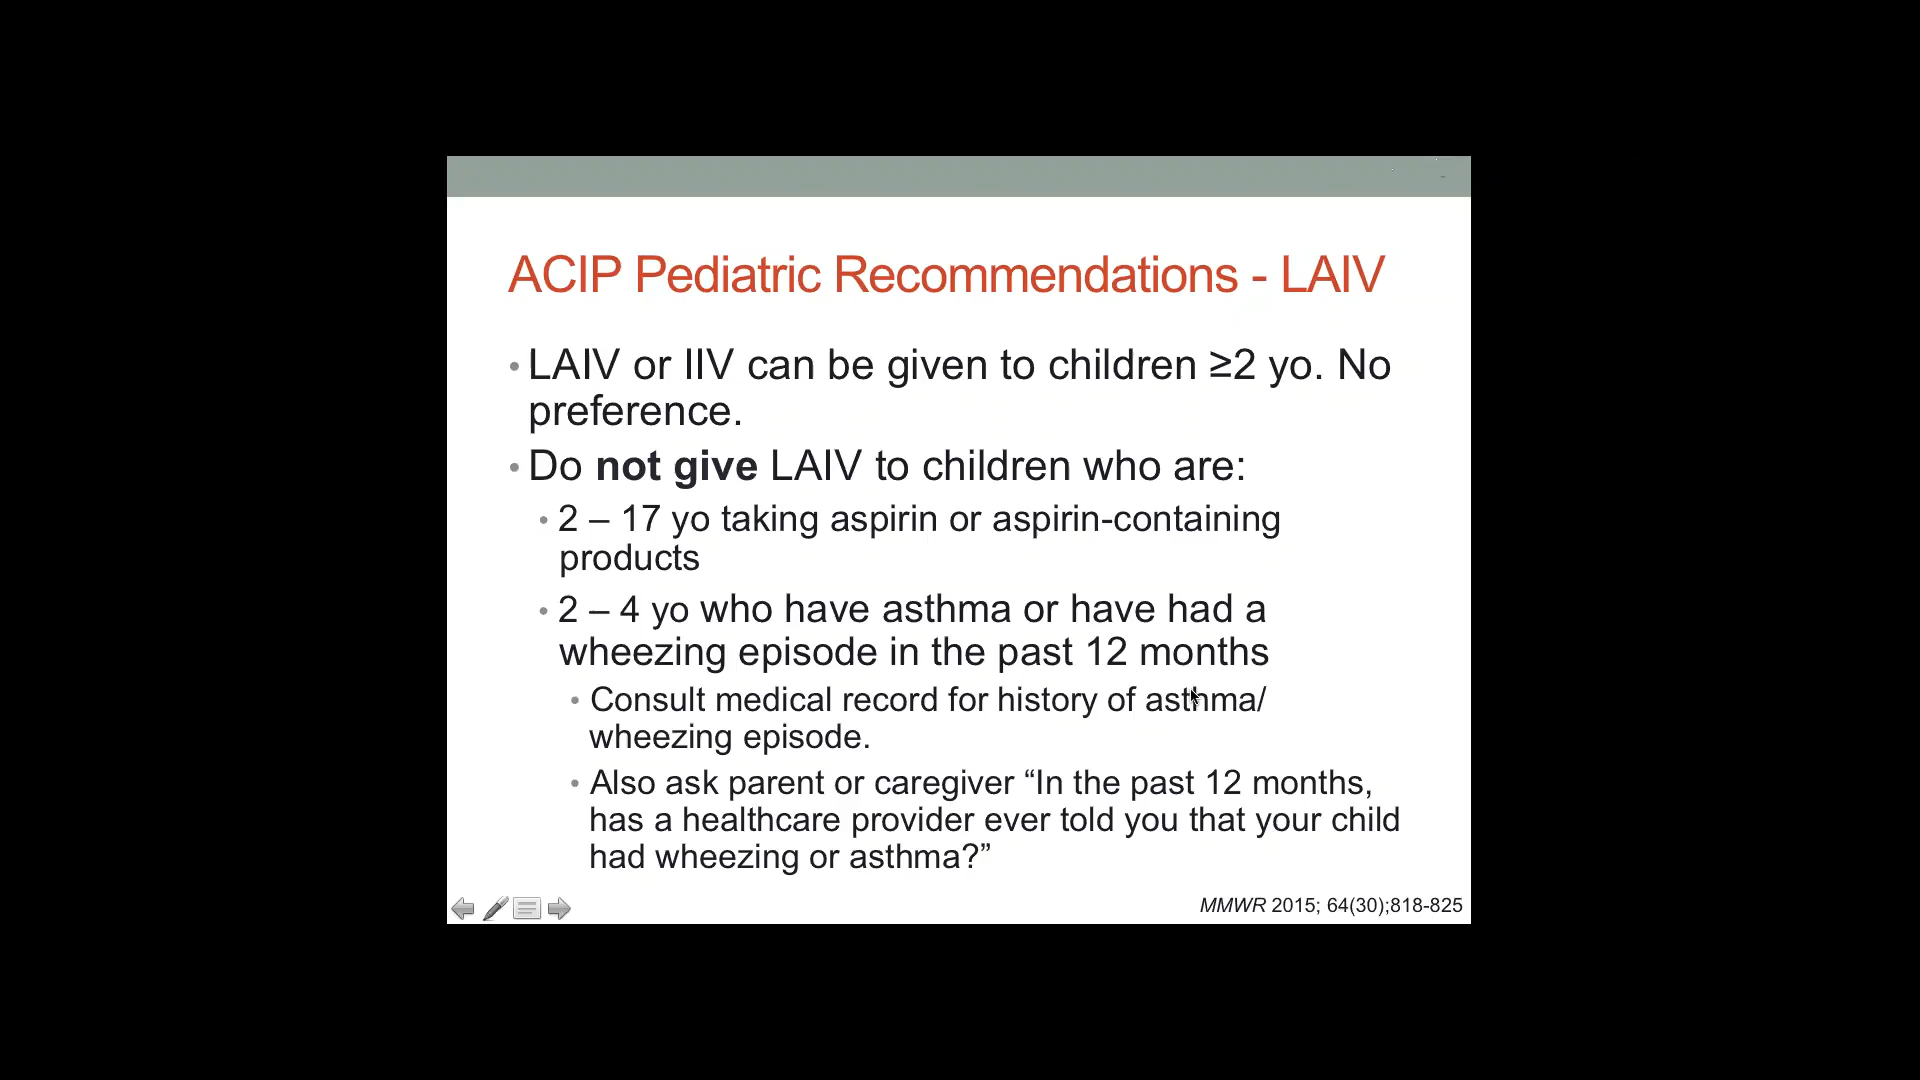 ACIP Pediatric Recommendations - LAIV
• LAIV or IIV can be given to children ≥2 yo. No
preference.
• Do not give LAIV to children who are:
• 2 – 17 yo taking aspirin or aspirin-containing
products
• 2 – 4 yo who have asthma or have had a
wheezing episode in the past 12 months
• Consult medical record for history of asthma/
wheezing episode.
• Also ask parent or caregiver “In the past 12 months,
has a healthcare provider ever told you that your child
had wheezing or asthma?”
MMWR 2015; 64(30);818-825